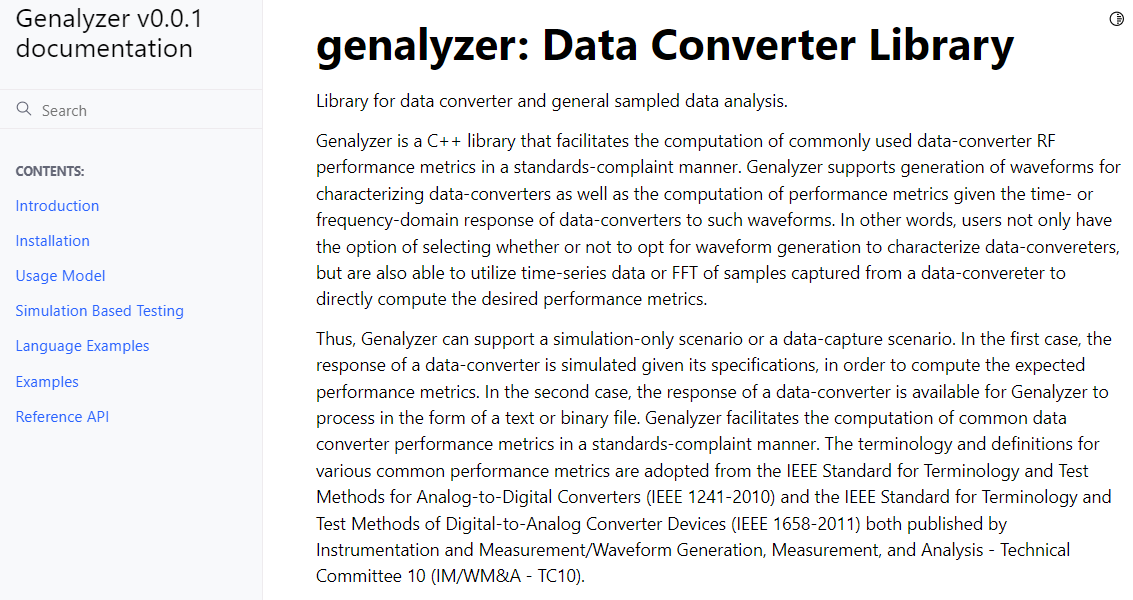 Genalyzer v0.0.1
documentation
Search
CONTENTS:
Introduction
Installation
Usage Model
Simulation Based Testing
Language Examples
Examples
Reference API
genalyzer: Data Converter Library
Library for data converter and general sampled data analysis.
Genalyzer is a C++ library that facilitates the computation of commonly used data-converter RF
performance metrics in a standards-complaint manner. Genalyzer supports generation of waveforms for
characterizing data-converters as well as the computation of performance metrics given the time- or
frequency-domain response of data-converters to such waveforms. In other words, users not only have
the option of selecting whether or not to opt for waveform generation to characterize data-convereters,
but are also able to utilize time-series data or FFT of samples captured from a data-convereter to
directly compute the desired performance metrics.
Thus, Genalyzer can support a simulation-only scenario or a data-capture scenario. In the first case, the
response of a data-converter is simulated given its specifications, in order to compute the expected
performance metrics. In the second case, the response of a data-converter is available for Genalyzer to
process in the form of a text or binary file. Genalyzer facilitates the computation of common data
converter performance metrics in a standards-complaint manner. The terminology and definitions for
various common performance metrics are adopted from the IEEE Standard for Terminology and Test
Methods for Analog-to-Digital Converters (IEEE 1241-2010) and the IEEE Standard for Terminology and
Test Methods of Digital-to-Analog Converter Devices (IEEE 1658-2011) both published by
Instrumentation and Measurement/Waveform Generation, Measurement, and Analysis - Technical
Committee 10 (IM/WM&A - TC10).